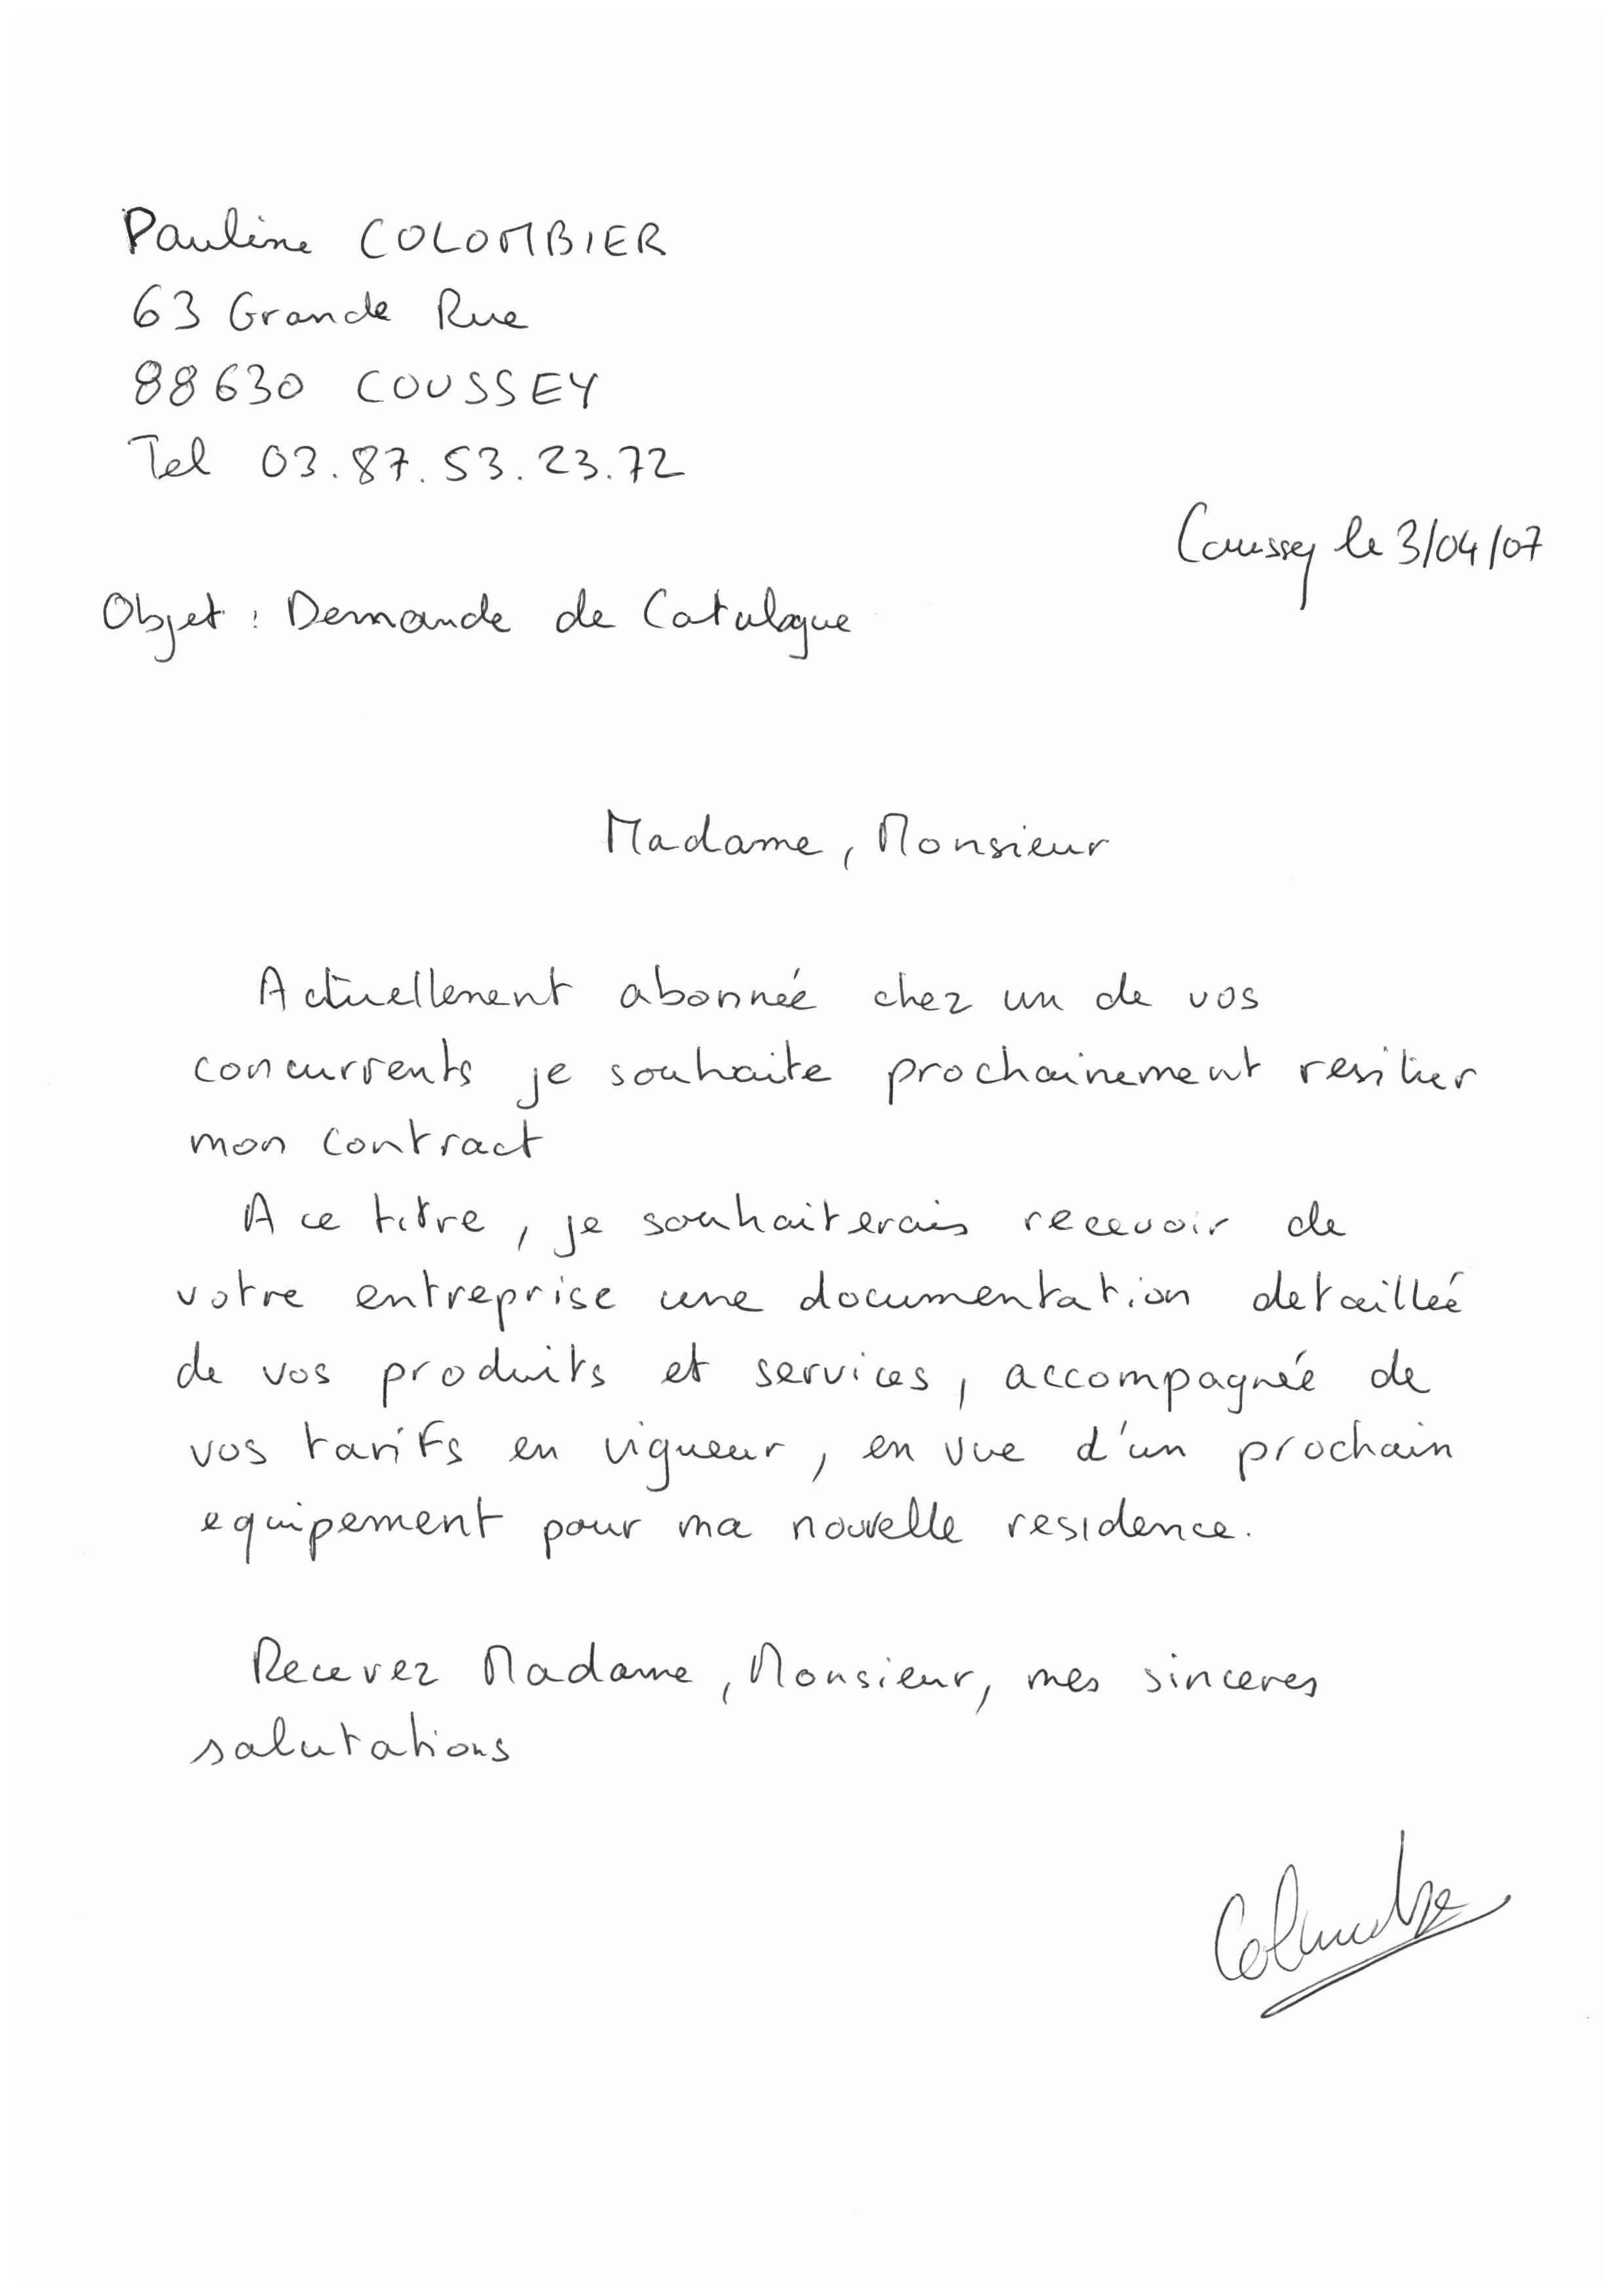 Pauline COLOMBIER
63 Grande Rue
88630 COUSSEY
Tel 03.87.53.23.72
Coussey le 3/04/07
Objet : Demande de Catalogue
Madame, Monsieur
Actuellement abonnée chez un de vos
concurrents je souhaite prochainement resilier
mon contract
A ce titre, je souhaiterais recevoir de
votre entreprise une documentation detaillée
de vos produits et services, accompagnée de
vos tarifs en vigueur, en vue d'un prochain
equipement pour ma nouvelle residence.
Recevez Madame, Monsieur, mes sinceres
salutations